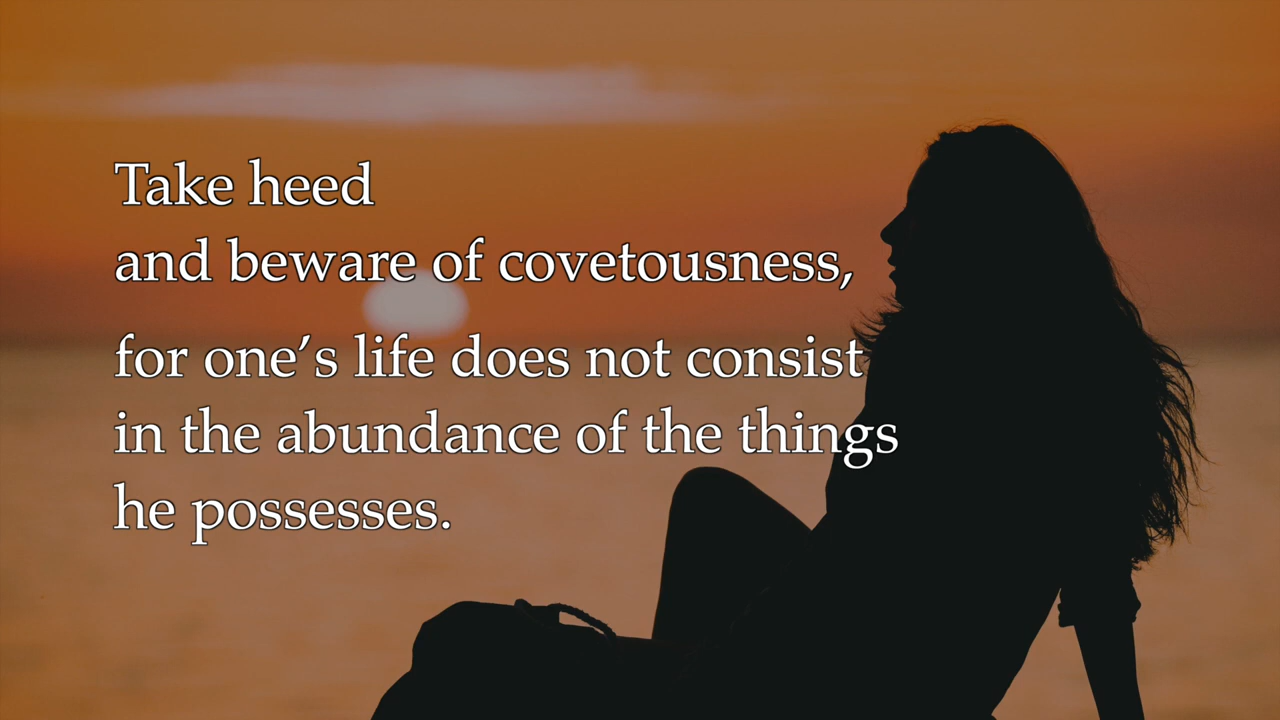 Take heed
and beware of covetousness,
for one’s life does not consist
in the abundance of the things
he possesses.